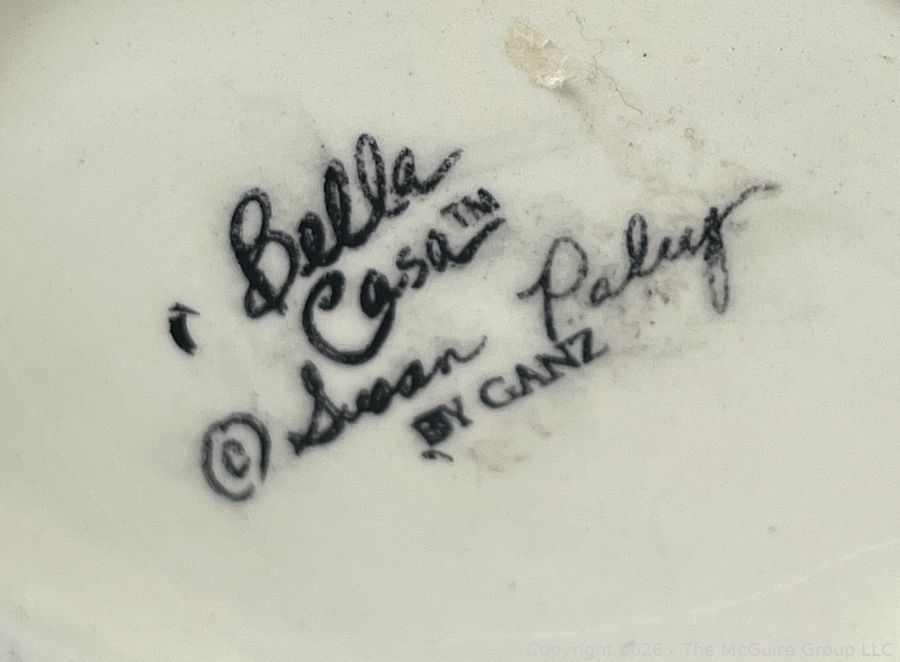 Bella
Casa™
© Susan Paley
BY GANZ
Copyright 2026 - The McGuire Group LLC